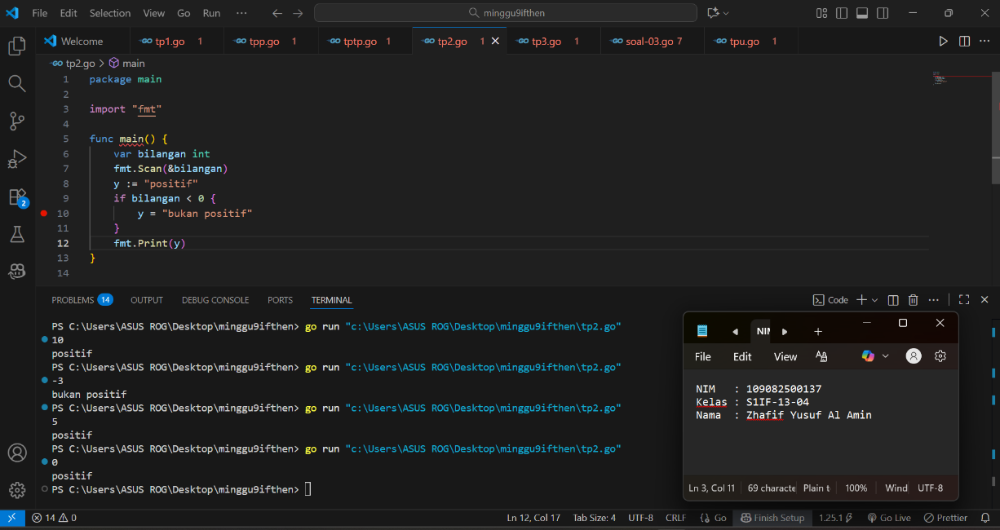 File Edit Selection View Go Run ··· minggu9ifthen
Welcome tp1.go 1 tpp.go 1 tptp.go 1 tp2.go 1 tp3.go 1 soal-03.go 7 tpu.go 1
tp2.go > main
1 package main
2
3 import "fmt"
4
5 func main() {
6 var bilangan int
7 fmt.Scan(&bilangan)
8 y := "positif"
9 if bilangan < 0 {
10 y = "bukan positif"
11 }
12 fmt.Print(y)
13 }
14
2
PROBLEMS 14 OUTPUT DEBUG CONSOLE PORTS TERMINAL Code
PS C:\Users\ASUS ROG\Desktop\minggu9ifthen> go run "c:\Users\ASUS ROG\Desktop\minggu9ifthen\tp2.go"
10
positif
PS C:\Users\ASUS ROG\Desktop\minggu9ifthen> go run "c:\Users\ASUS ROG\Desktop\minggu9ifthen\tp2.go"
-3
bukan positif
PS C:\Users\ASUS ROG\Desktop\minggu9ifthen> go run "c:\Users\ASUS ROG\Desktop\minggu9ifthen\tp2.go"
5
positif
PS C:\Users\ASUS ROG\Desktop\minggu9ifthen> go run "c:\Users\ASUS ROG\Desktop\minggu9ifthen\tp2.go"
0
positif
PS C:\Users\ASUS ROG\Desktop\minggu9ifthen>
NIM
File Edit View
NIM : 109082500137
Kelas : S1IF-13-04
Nama : Zhafif Yusuf Al Amin
Ln 3, Col 11 69 characte Plain t 100% Wind UTF-8
14 0 Ln 12, Col 17 Tab Size: 4 UTF-8 CRLF Go Finish Setup 1.25.1 Go Live Prettier